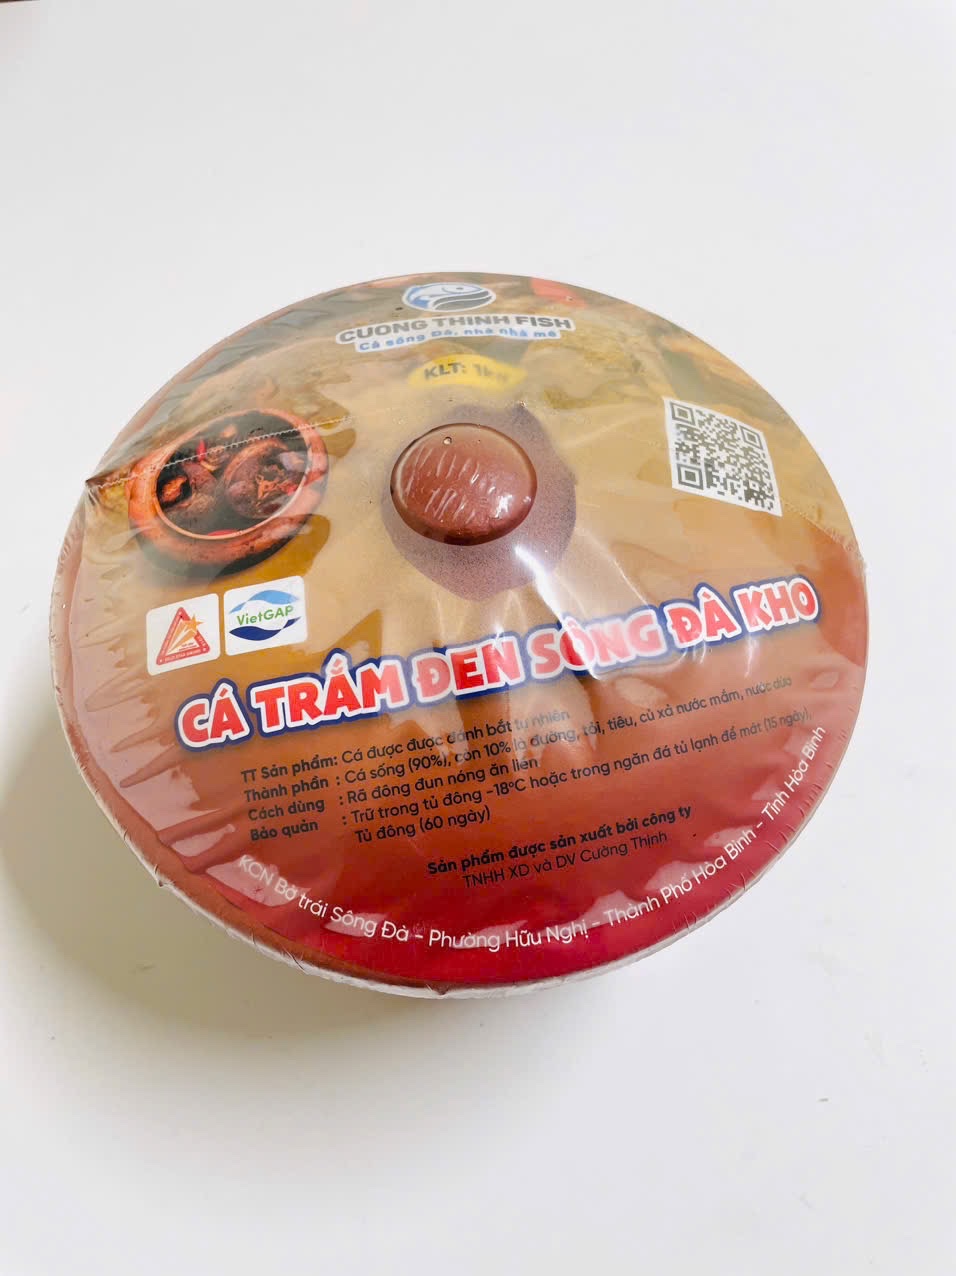 CUONG THINH FISH
Cá sông Đà, nhà nhà mê
KLT: 1kg
VietGAP
CÁ TRẮM ĐEN SÔNG ĐÀ KHO
TT Sản phẩm: Cá được được đánh bắt tự nhiên
Thành phần : Cá sống (90%), còn 10% là đường, tỏi, tiêu, củ xả nước mắm, nước dừa
Cách dùng : Rã đông đun nóng ăn liền
Bảo quản : Trữ trong tủ đông -18°C hoặc trong ngăn đá tủ lạnh để mát (15 ngày),
Tủ đông (60 ngày)
Sản phẩm được sản xuất bởi công ty
TNHH XD và DV Cường Thịnh
KCN Bờ trái Sông Đà - Phường Hữu Nghị - Thành Phố Hòa Bình - Tỉnh Hòa Bình